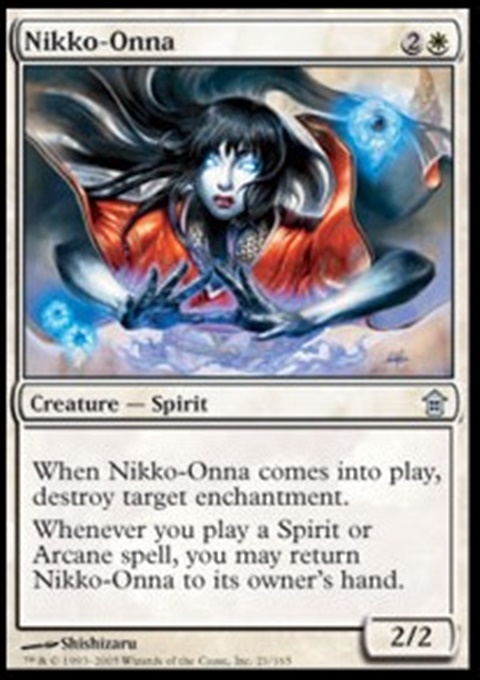 Nikko-Onna 2
Creature — Spirit
When Nikko-Onna comes into play,
destroy target enchantment.
Whenever you play a Spirit or
Arcane spell, you may return
Nikko-Onna to its owner's hand.
2/2
Shishizaru
™ & © 1993-2005 Wizards of the Coast, Inc. 21/165